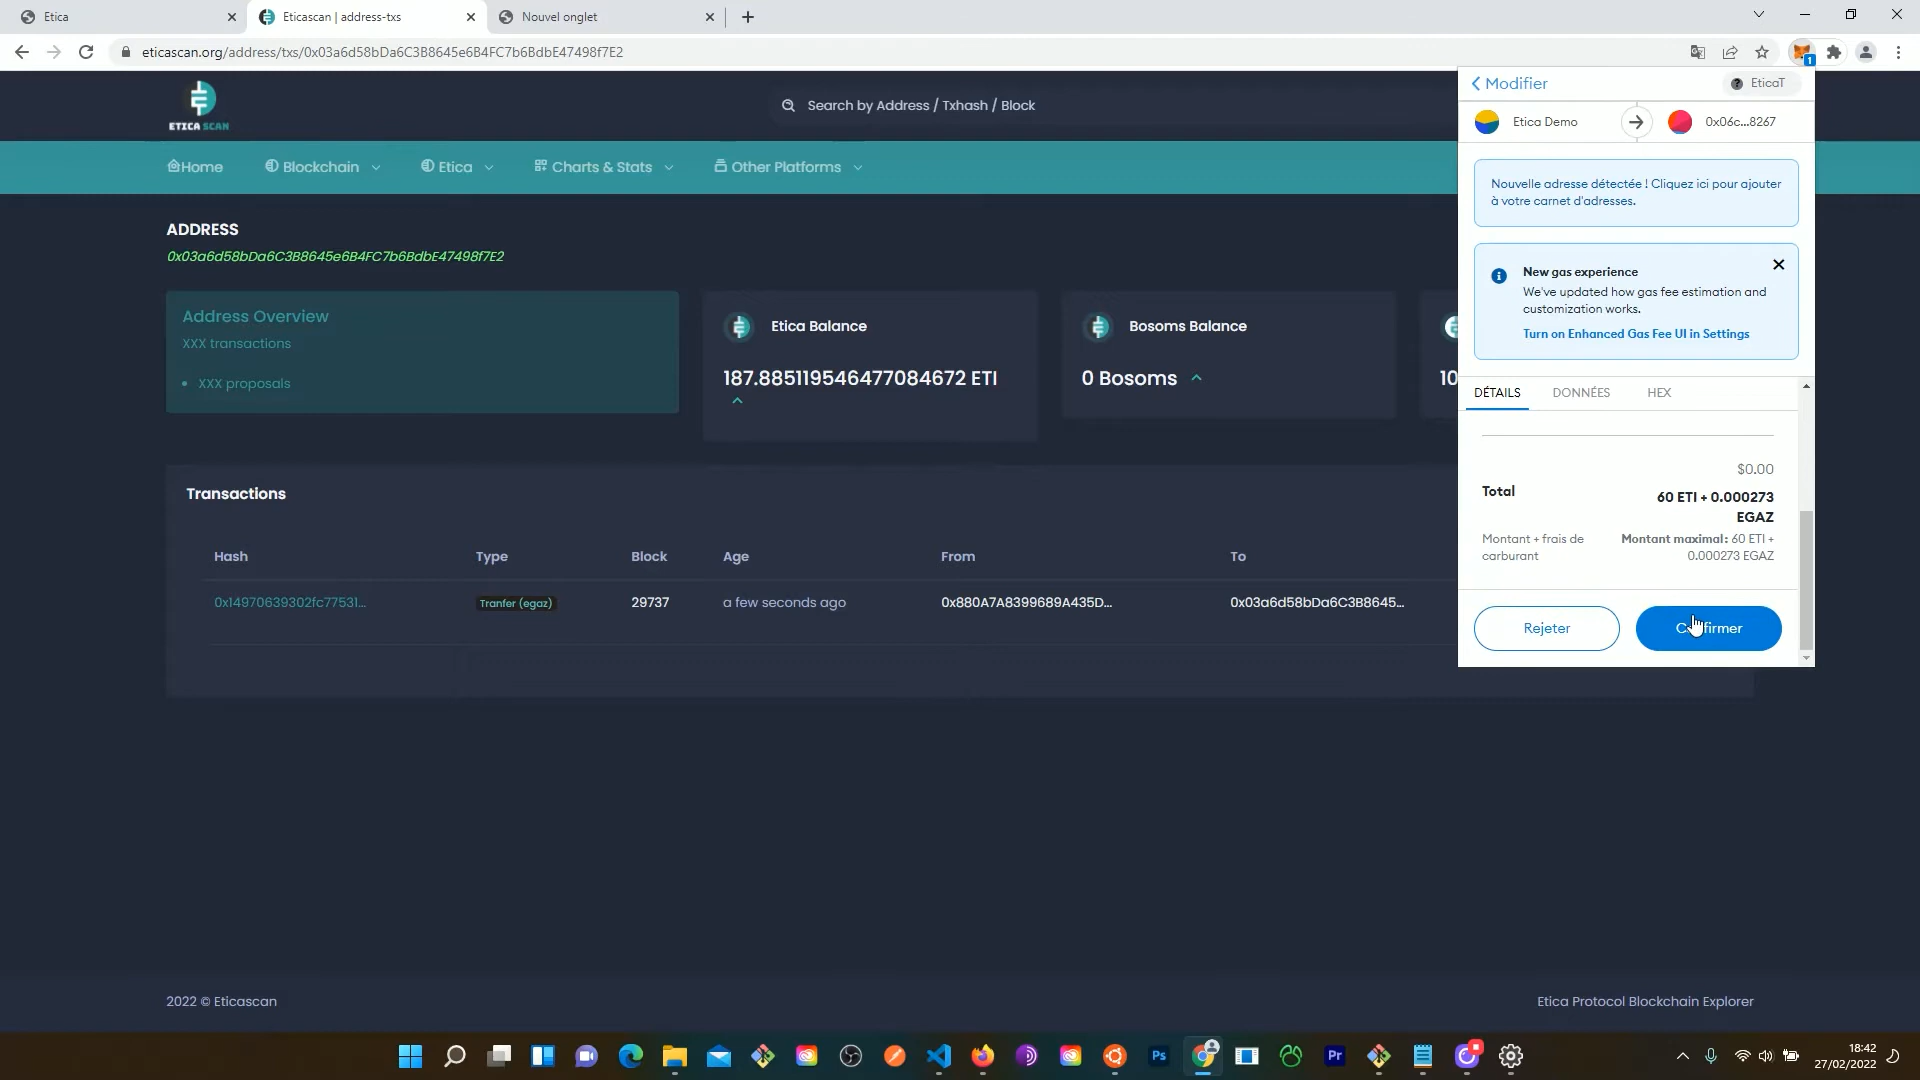 Etica
Eticascan | address-txs
Nouvel onglet
eticascan.org/address/txs/0x03a6d58bDa6C3B8645e6B4FC7b6BdbE47498f7E2
1
ETICA SCAN
Search by Address / Txhash / Block
Home
Blockchain
Etica
Charts & Stats
Other Platforms
ADDRESS
0x03a6d58bDa6C3B8645e6B4FC7b6BdbE47498f7E2
Address Overview
XXX transactions
XXX proposals
Etica Balance
187.885119546477084672 ETI
Bosoms Balance
0 Bosoms
10
Transactions
Hash
Type
Block
Age
From
To
0x14970639302fc77531...
Tranfer (egaz)
29737
a few seconds ago
0x880A7A8399689A435D...
0x03a6d58bDa6C3B8645...
Modifier
EticaT
Etica Demo
0x06c...8267
Nouvelle adresse détectée ! Cliquez ici pour ajouter
à votre carnet d'adresses.
New gas experience
We've updated how gas fee estimation and
customization works.
Turn on Enhanced Gas Fee UI in Settings
DÉTAILS
DONNÉES
HEX
$0.00
Total
60 ETI + 0.000273
EGAZ
Montant + frais de
carburant
Montant maximal: 60 ETI +
0.000273 EGAZ
Rejeter
Confirmer
2022 © Eticascan
Etica Protocol Blockchain Explorer
Ps
Pr
18:42
27/02/2022